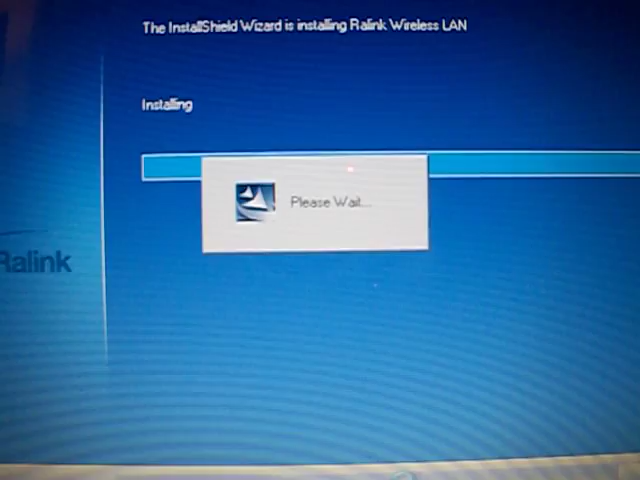 The InstallShield Wizard is installing Ralink Wireless LAN
Installing
Please Wait...
Ralink